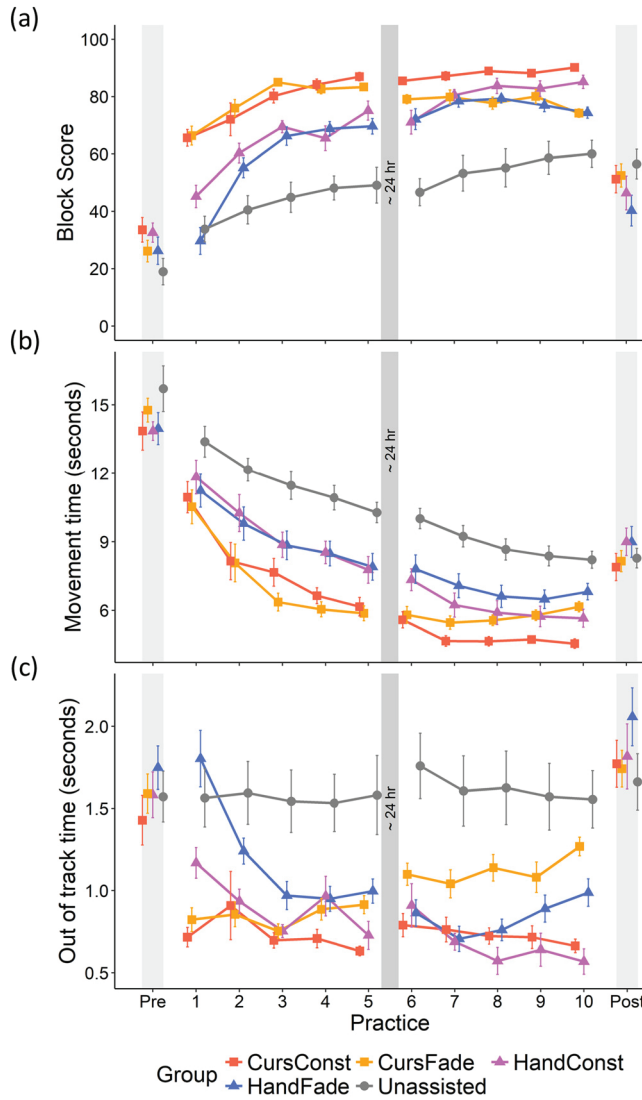 (a)
100
80
60
40
20
0
Block Score
~ 24 hr
(b)
15
12
9
6
Movement time (seconds)
~ 24 hr
(c)
2.0
1.5
1.0
0.5
Out of track time (seconds)
~ 24 hr
Pre 1 2 3 4 5 6 7 8 9 10 Post
Practice
Group CursConst CursFade HandConst
HandFade Unassisted